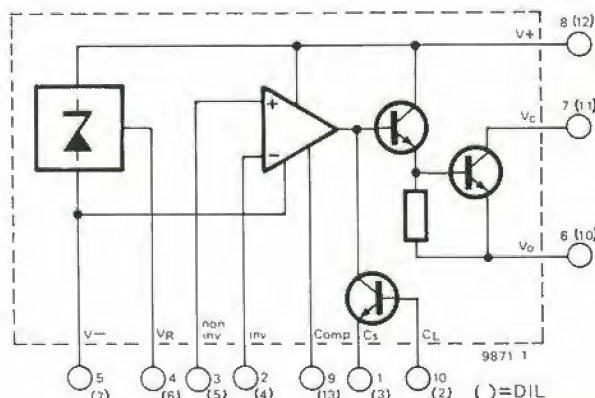 V+
8 (12)
+
-
Vc
7 (11)
Vo
6 (10)
V-
VR
non
inv
inv
Comp
Cs
CL
9871 1
5
(7)
4
(6)
3
(5)
2
(4)
9
(13)
1
(3)
10
(2)
( )=DIL